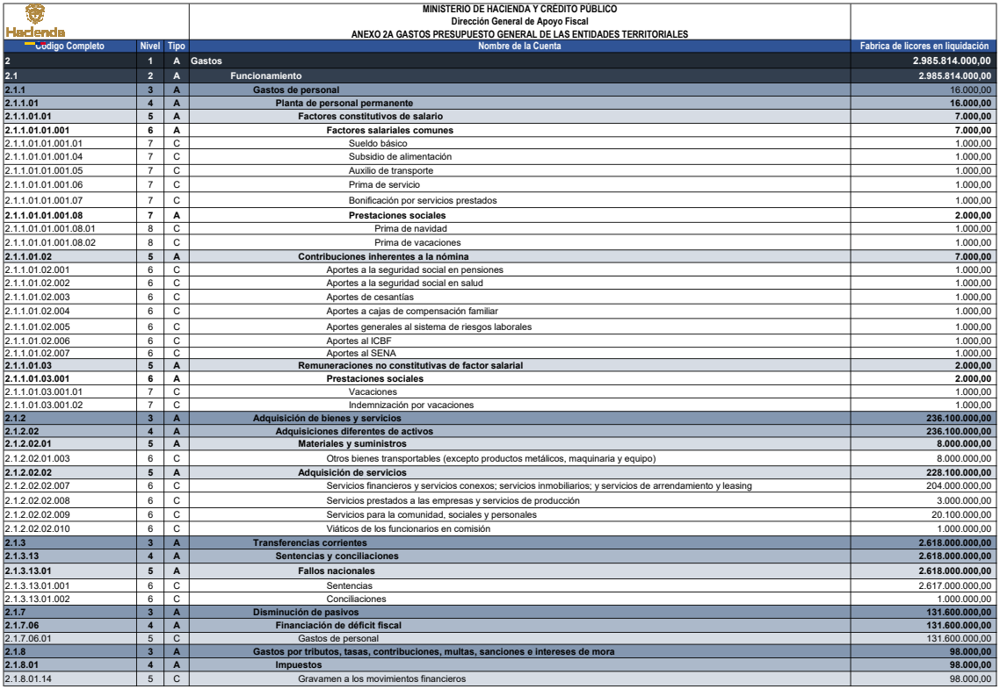 Hacienda
MINISTERIO DE HACIENDA Y CRÉDITO PÚBLICO
Dirección General de Apoyo Fiscal
ANEXO 2A GASTOS PRESUPUESTO GENERAL DE LAS ENTIDADES TERRITORIALES
Código Completo Nivel Tipo Nombre de la Cuenta Fabrica de licores en liquidación
2 1 A Gastos 2.985.814.000,00
2.1 2 A Funcionamiento 2.985.814.000,00
2.1.1 3 A Gastos de personal 16.000,00
2.1.1.01 4 A Planta de personal permanente 16.000,00
2.1.1.01.01 5 A Factores constitutivos de salario 7.000,00
2.1.1.01.01.001 6 A Factores salariales comunes 7.000,00
2.1.1.01.01.001.01 7 C Sueldo básico 1.000,00
2.1.1.01.01.001.04 7 C Subsidio de alimentación 1.000,00
2.1.1.01.01.001.05 7 C Auxilio de transporte 1.000,00
2.1.1.01.01.001.06 7 C Prima de servicio 1.000,00
2.1.1.01.01.001.07 7 C Bonificación por servicios prestados 1.000,00
2.1.1.01.01.001.08 7 A Prestaciones sociales 2.000,00
2.1.1.01.01.001.08.01 8 C Prima de navidad 1.000,00
2.1.1.01.01.001.08.02 8 C Prima de vacaciones 1.000,00
2.1.1.01.02 5 A Contribuciones inherentes a la nómina 7.000,00
2.1.1.01.02.001 6 C Aportes a la seguridad social en pensiones 1.000,00
2.1.1.01.02.002 6 C Aportes a la seguridad social en salud 1.000,00
2.1.1.01.02.003 6 C Aportes de cesantías 1.000,00
2.1.1.01.02.004 6 C Aportes a cajas de compensación familiar 1.000,00
2.1.1.01.02.005 6 C Aportes generales al sistema de riesgos laborales 1.000,00
2.1.1.01.02.006 6 C Aportes al ICBF 1.000,00
2.1.1.01.02.007 6 C Aportes al SENA 1.000,00
2.1.1.01.03 5 A Remuneraciones no constitutivas de factor salarial 2.000,00
2.1.1.01.03.001 6 A Prestaciones sociales 2.000,00
2.1.1.01.03.001.01 7 C Vacaciones 1.000,00
2.1.1.01.03.001.02 7 C Indemnización por vacaciones 1.000,00
2.1.2 3 A Adquisición de bienes y servicios 236.100.000,00
2.1.2.02 4 A Adquisiciones diferentes de activos 236.100.000,00
2.1.2.02.01 5 A Materiales y suministros 8.000.000,00
2.1.2.02.01.003 6 C Otros bienes transportables (excepto productos metálicos, maquinaria y equipo) 8.000.000,00
2.1.2.02.02 5 A Adquisición de servicios 228.100.000,00
2.1.2.02.02.007 6 C Servicios financieros y servicios conexos; servicios inmobiliarios; y servicios de arrendamiento y leasing 204.000.000,00
2.1.2.02.02.008 6 C Servicios prestados a las empresas y servicios de producción 3.000.000,00
2.1.2.02.02.009 6 C Servicios para la comunidad, sociales y personales 20.100.000,00
2.1.2.02.02.010 6 C Viáticos de los funcionarios en comisión 1.000.000,00
2.1.3 3 A Transferencias corrientes 2.618.000.000,00
2.1.3.13 4 A Sentencias y conciliaciones 2.618.000.000,00
2.1.3.13.01 5 A Fallos nacionales 2.618.000.000,00
2.1.3.13.01.001 6 C Sentencias 2.617.000.000,00
2.1.3.13.01.002 6 C Conciliaciones 1.000.000,00
2.1.7 3 A Disminución de pasivos 131.600.000,00
2.1.7.06 4 A Financiación de déficit fiscal 131.600.000,00
2.1.7.06.01 5 C Gastos de personal 131.600.000,00
2.1.8 3 A Gastos por tributos, tasas, contribuciones, multas, sanciones e intereses de mora 98.000,00
2.1.8.01 4 A Impuestos 98.000,00
2.1.8.01.14 5 C Gravamen a los movimientos financieros 98.000,00